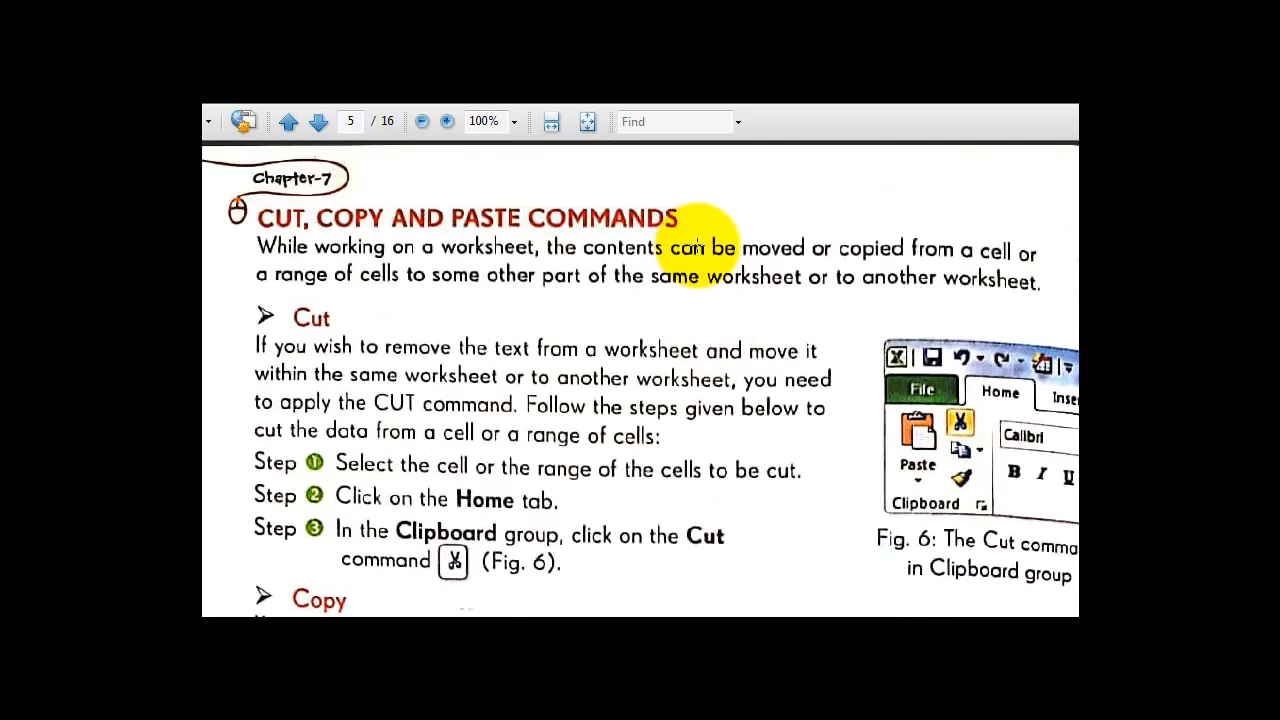 5 / 16 100% Find
Chapter-7
CUT, COPY AND PASTE COMMANDS
While working on a worksheet, the contents can be moved or copied from a cell or
a range of cells to some other part of the same worksheet or to another worksheet.
Cut
If you wish to remove the text from a worksheet and move it
within the same worksheet or to another worksheet, you need
to apply the CUT command. Follow the steps given below to
cut the data from a cell or a range of cells:
Step 1 Select the cell or the range of the cells to be cut.
Step 2 Click on the Home tab.
Step 3 In the Clipboard group, click on the Cut
command (Fig. 6).
File Home
Calibri
Paste
B I U
Clipboard
Fig. 6: The Cut
in Clipboard group
Copy